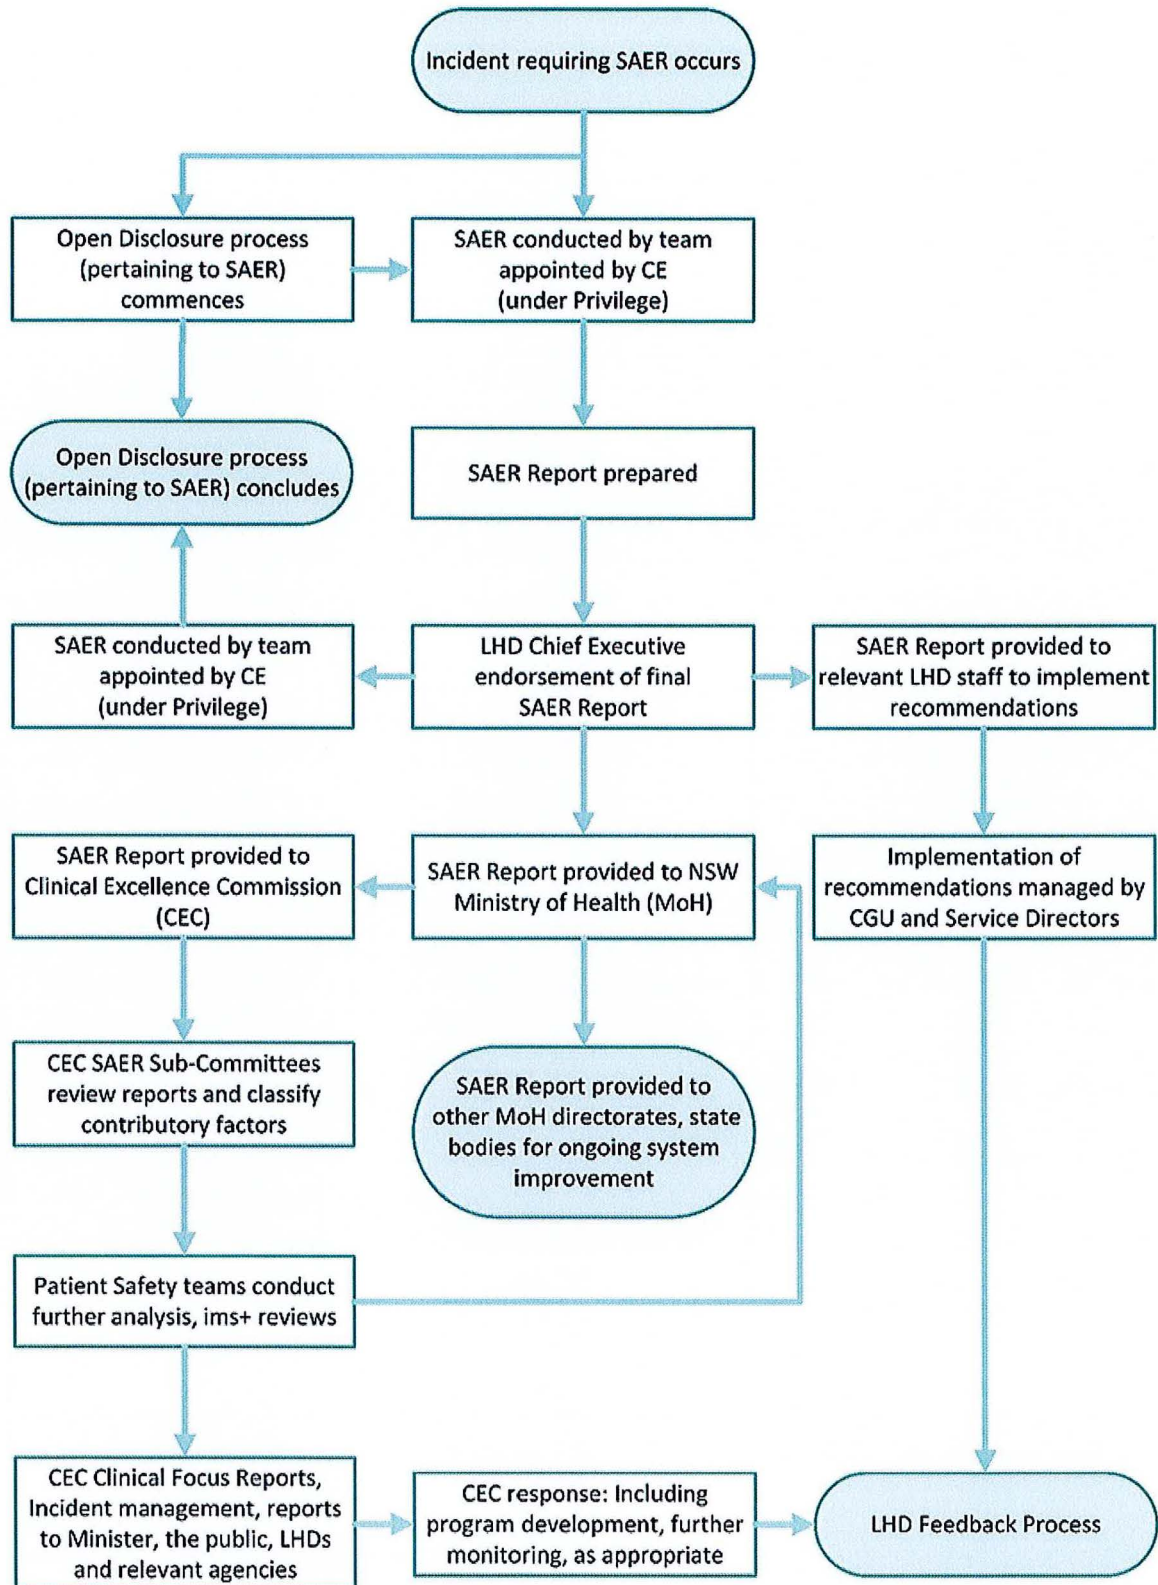 Incident requiring SAER occurs
Open Disclosure process
(pertaining to SAER)
commences
SAER conducted by team
appointed by CE
(under Privilege)
Open Disclosure process
(pertaining to SAER) concludes
SAER Report prepared
SAER conducted by team
appointed by CE
(under Privilege)
LHD Chief Executive
endorsement of final
SAER Report
SAER Report provided to
relevant LHD staff to implement
recommendations
SAER Report provided to
Clinical Excellence Commission
(CEC)
SAER Report provided to NSW
Ministry of Health (MoH)
Implementation of
recommendations managed by
CGU and Service Directors
CEC SAER Sub-Committees
review reports and classify
contributory factors
SAER Report provided to
other MoH directorates, state
bodies for ongoing system
improvement
Patient Safety teams conduct
further analysis, ims+ reviews
CEC Clinical Focus Reports,
Incident management, reports
to Minister, the public, LHDs
and relevant agencies
CEC response: Including
program development, further
monitoring, as appropriate
LHD Feedback Process